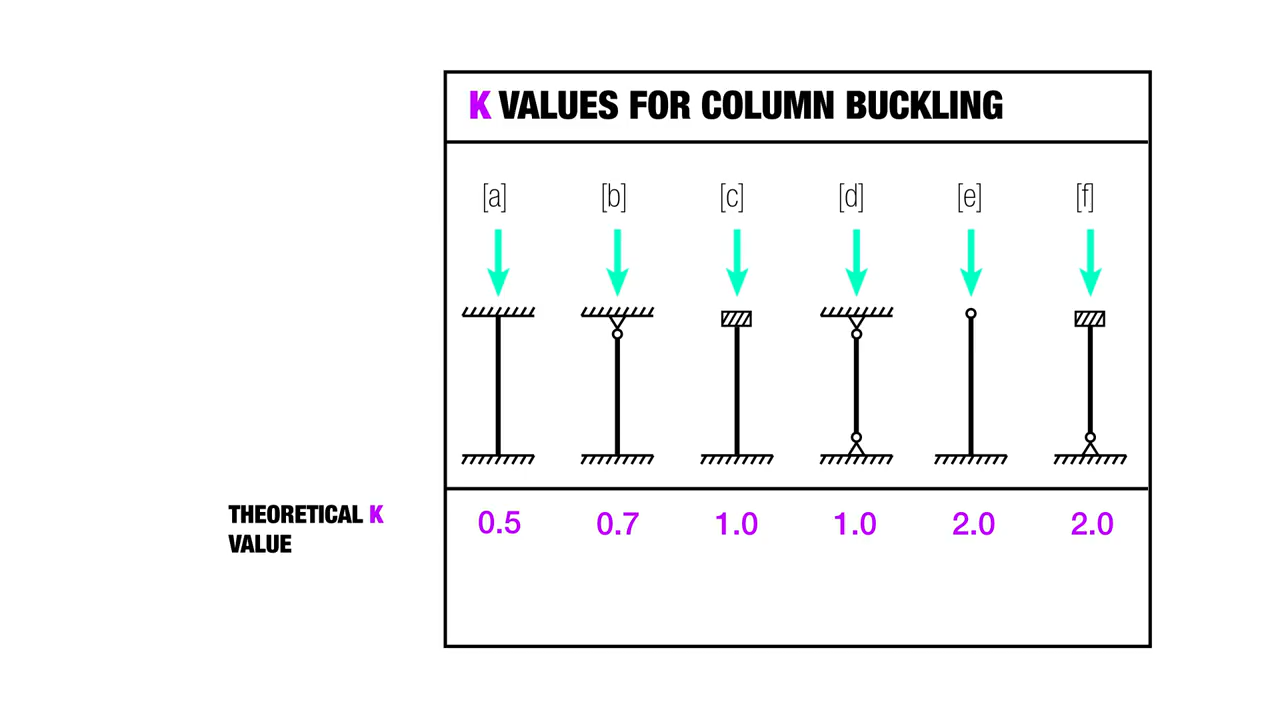 K VALUES FOR COLUMN BUCKLING
[a] [b] [c] [d] [e] [f]
THEORETICAL K VALUE 0.5 0.7 1.0 1.0 2.0 2.0